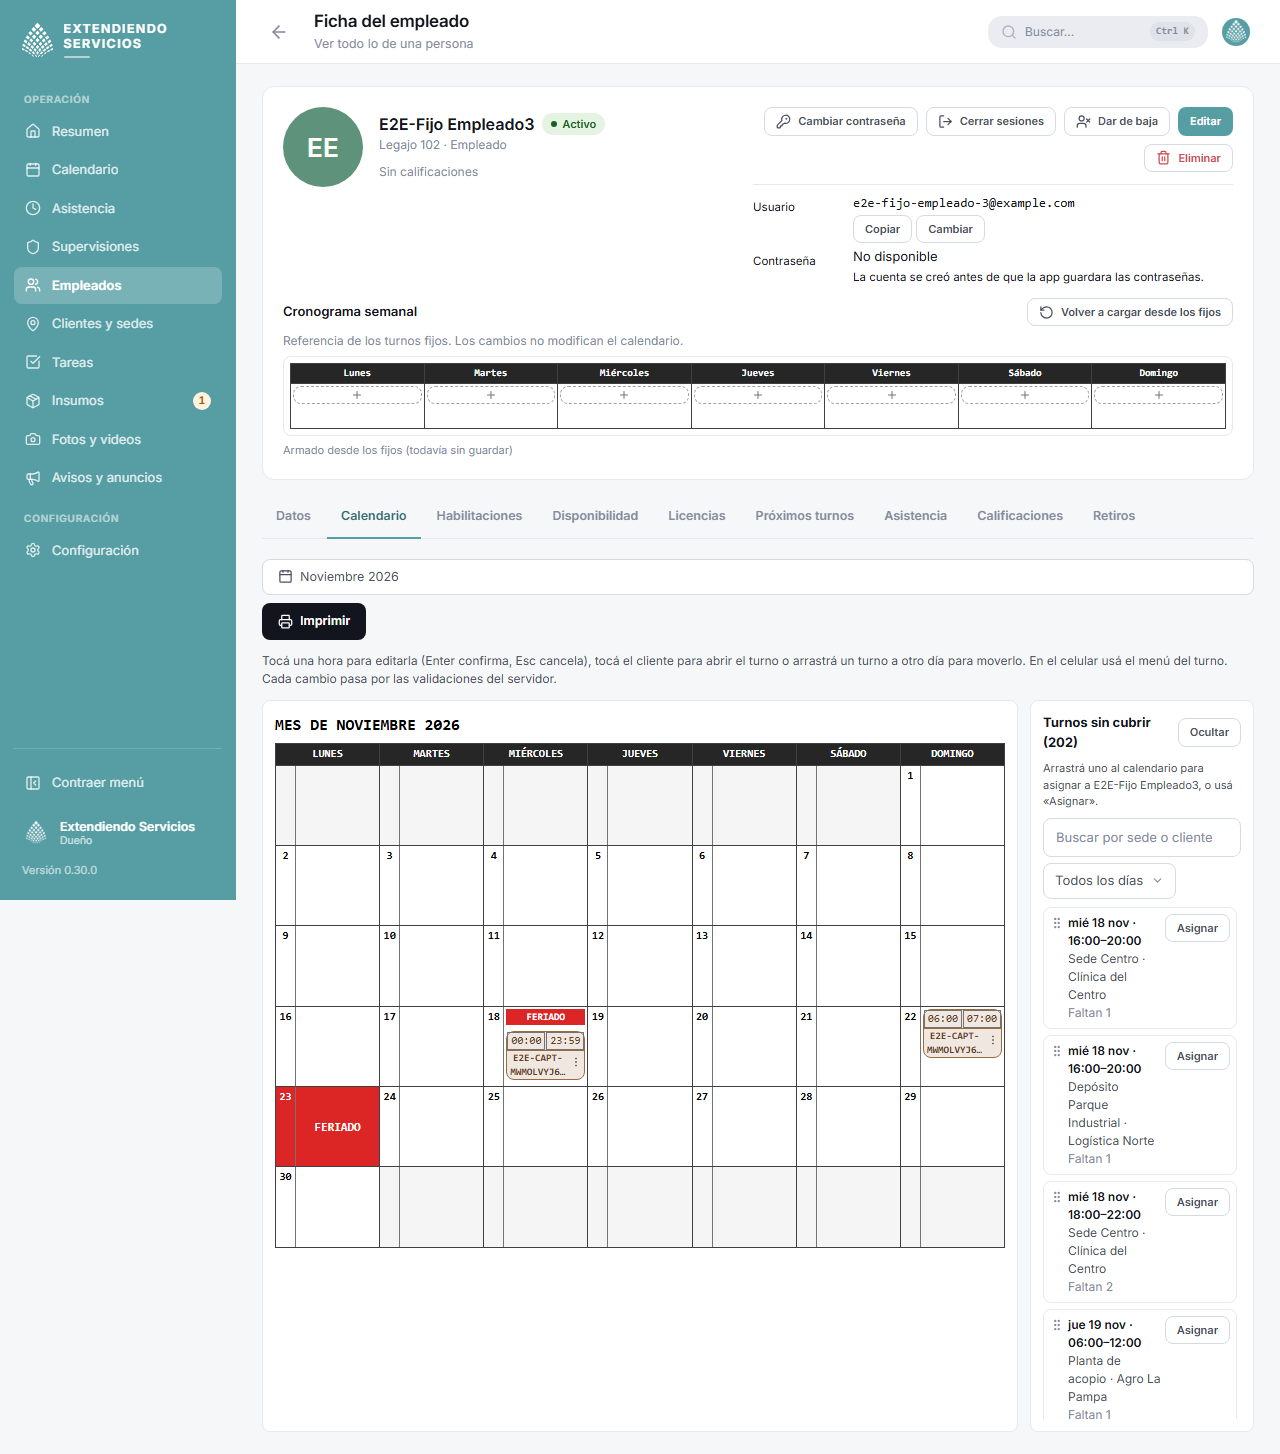 EXTENDIENDO
SERVICIOS
OPERACIÓN
Resumen
Calendario
Asistencia
Supervisiones
Empleados
Clientes y sedes
Tareas
Insumos
1
Fotos y videos
Avisos y anuncios
CONFIGURACIÓN
Configuración
Contraer menú
Extendiendo Servicios
Dueño
Versión 0.30.0
Ficha del empleado
Ver todo lo de una persona
Buscar...
Ctrl K
EE
E2E-Fijo Empleado3
Activo
Legajo 102 · Empleado
Sin calificaciones
Cambiar contraseña
Cerrar sesiones
Dar de baja
Editar
Eliminar
Usuario
e2e-fijo-empleado-3@example.com
Copiar
Cambiar
Contraseña
No disponible
La cuenta se creó antes de que la app guardara las contraseñas.
Cronograma semanal
Volver a cargar desde los fijos
Referencia de los turnos fijos. Los cambios no modifican el calendario.
Lunes Martes Miércoles Jueves Viernes Sábado Domingo
+ + + + + + +
Armado desde los fijos (todavía sin guardar)
Datos Calendario Habilitaciones Disponibilidad Licencias Próximos turnos Asistencia Calificaciones Retiros
Noviembre 2026
Imprimir
Tocá una hora para editarla (Enter confirma, Esc cancela), tocá el cliente para abrir el turno o arrastrá un turno a otro día para moverlo. En el celular usá el menú del turno.
Cada cambio pasa por las validaciones del servidor.
MES DE NOVIEMBRE 2026
LUNES MARTES MIÉRCOLES JUEVES VIERNES SÁBADO DOMINGO
1
2 3 4 5 6 7 8
9 10 11 12 13 14 15
16 17 18 FERIADO 19 20 21 22
00:00 23:59
E2E-CAPT-
MWMOLVYJ6…
06:00 07:00
E2E-CAPT-
MWMOLVYJ6…
23 24 25 26 27 28 29
FERIADO
30
Turnos sin cubrir
(202)
Ocultar
Arrastrá uno al calendario para
asignar a E2E-Fijo Empleado3, o usá
«Asignar».
Buscar por sede o cliente
Todos los días
mié 18 nov ·
16:00–20:00
Sede Centro ·
Clínica del
Centro
Faltan 1
Asignar
mié 18 nov ·
16:00–20:00
Depósito
Parque
Industrial ·
Logística Norte
Faltan 1
Asignar
mié 18 nov ·
18:00–22:00
Sede Centro ·
Clínica del
Centro
Faltan 2
Asignar
jue 19 nov ·
06:00–12:00
Planta de
acopio · Agro La
Pampa
Faltan 1
Asignar